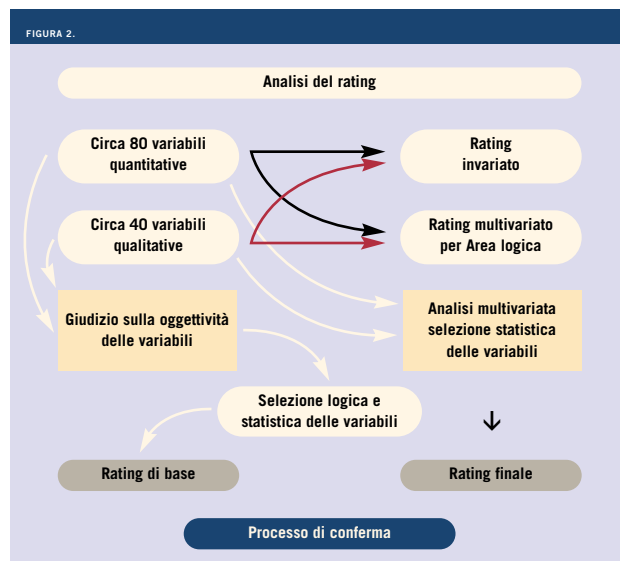 FIGURA 2.
Analisi del rating
Circa 80 variabili
quantitative
Rating
invariato
Circa 40 variabili
qualitative
Rating multivariato
per Area logica
Giudizio sulla oggettività
delle variabili
Analisi multivariata
selezione statistica
delle variabili
Selezione logica e
statistica delle variabili
Rating di base
Rating finale
Processo di conferma